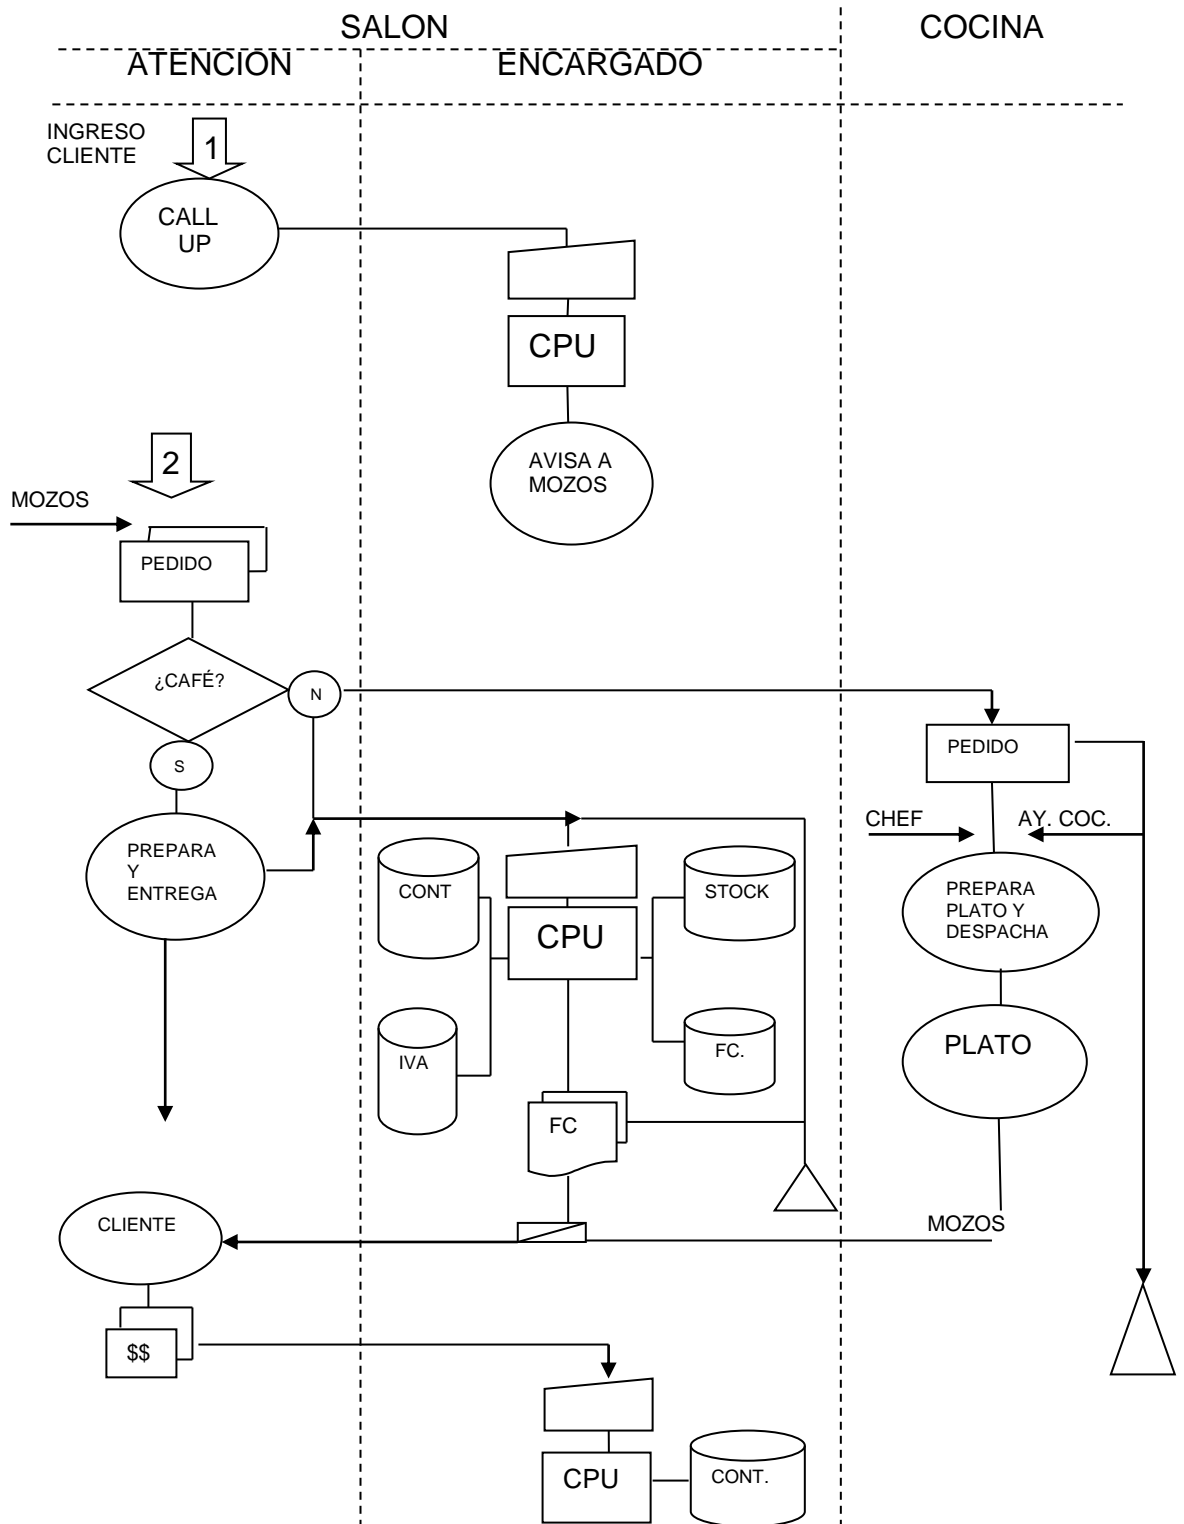 SALON
COCINA
ATENCION
ENCARGADO
INGRESO
CLIENTE
1
CALL
UP
CPU
AVISA A
MOZOS
2
MOZOS
PEDIDO
¿CAFÉ?
N
S
PEDIDO
CHEF
AY. COC.
PREPARA
Y
ENTREGA
CONT
STOCK
CPU
PREPARA
PLATO Y
DESPACHA
IVA
FC.
PLATO
FC
CLIENTE
MOZOS
$$
CPU
CONT.